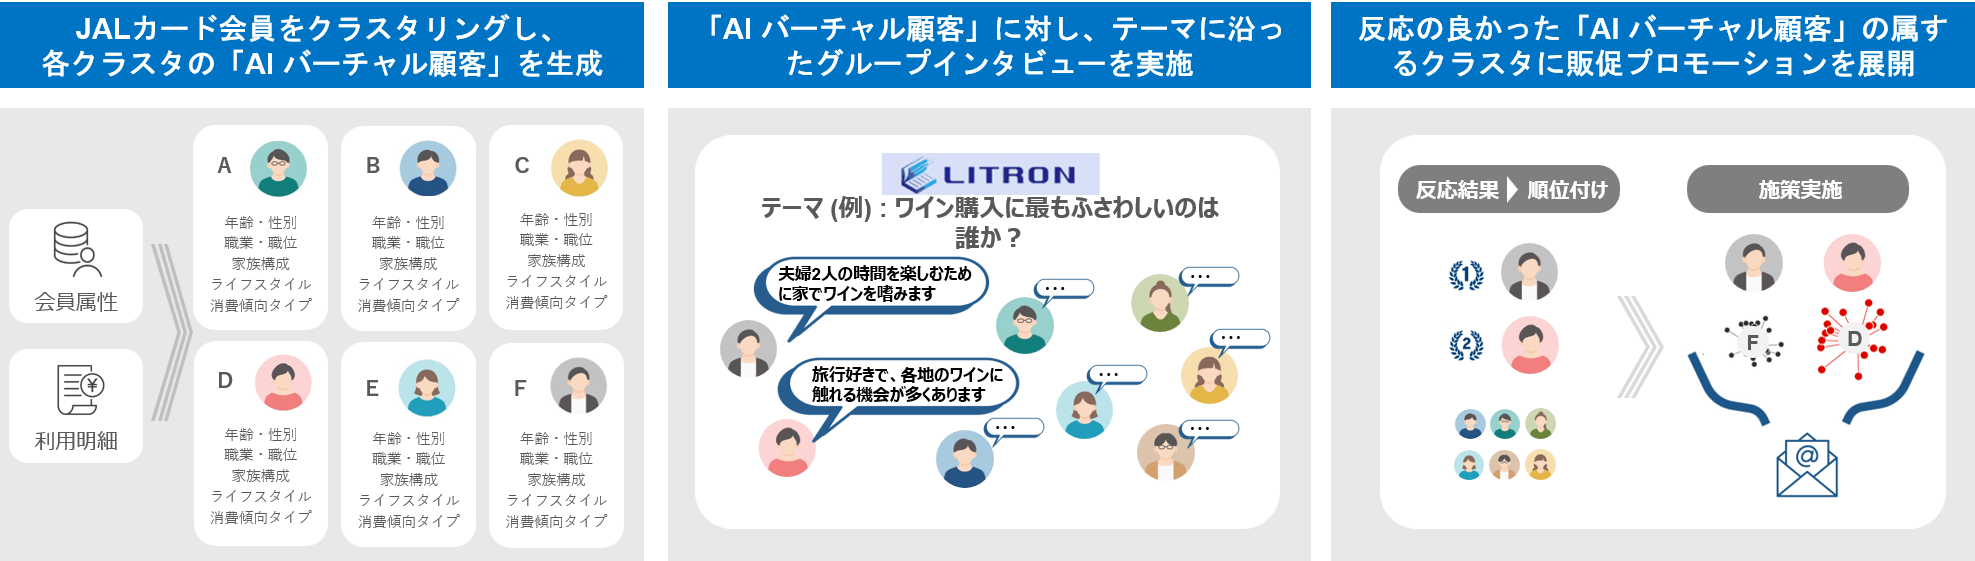 JALカード会員をクラスタリングし、
各クラスタの「AI バーチャル顧客」を生成
会員属性
利用明細
A
年齢・性別
職業・職位
家族構成
ライフスタイル
消費傾向タイプ
B
年齢・性別
職業・職位
家族構成
ライフスタイル
消費傾向タイプ
C
年齢・性別
職業・職位
家族構成
ライフスタイル
消費傾向タイプ
D
年齢・性別
職業・職位
家族構成
ライフスタイル
消費傾向タイプ
E
年齢・性別
職業・職位
家族構成
ライフスタイル
消費傾向タイプ
F
年齢・性別
職業・職位
家族構成
ライフスタイル
消費傾向タイプ
「AI バーチャル顧客」に対し、テーマに沿っ
たグループインタビューを実施
LITRON
テーマ (例)：ワイン購入に最もふさわしいのは
誰か？
夫婦2人の時間を楽しむため
に家でワインを嗜みます
…
…
…
旅行好きで、各地のワインに
触れる機会が多くあります
…
…
…
反応の良かった「AI バーチャル顧客」の属す
るクラスタに販促プロモーションを展開
反応結果
順位付け
1
2
施策実施
F
D
@